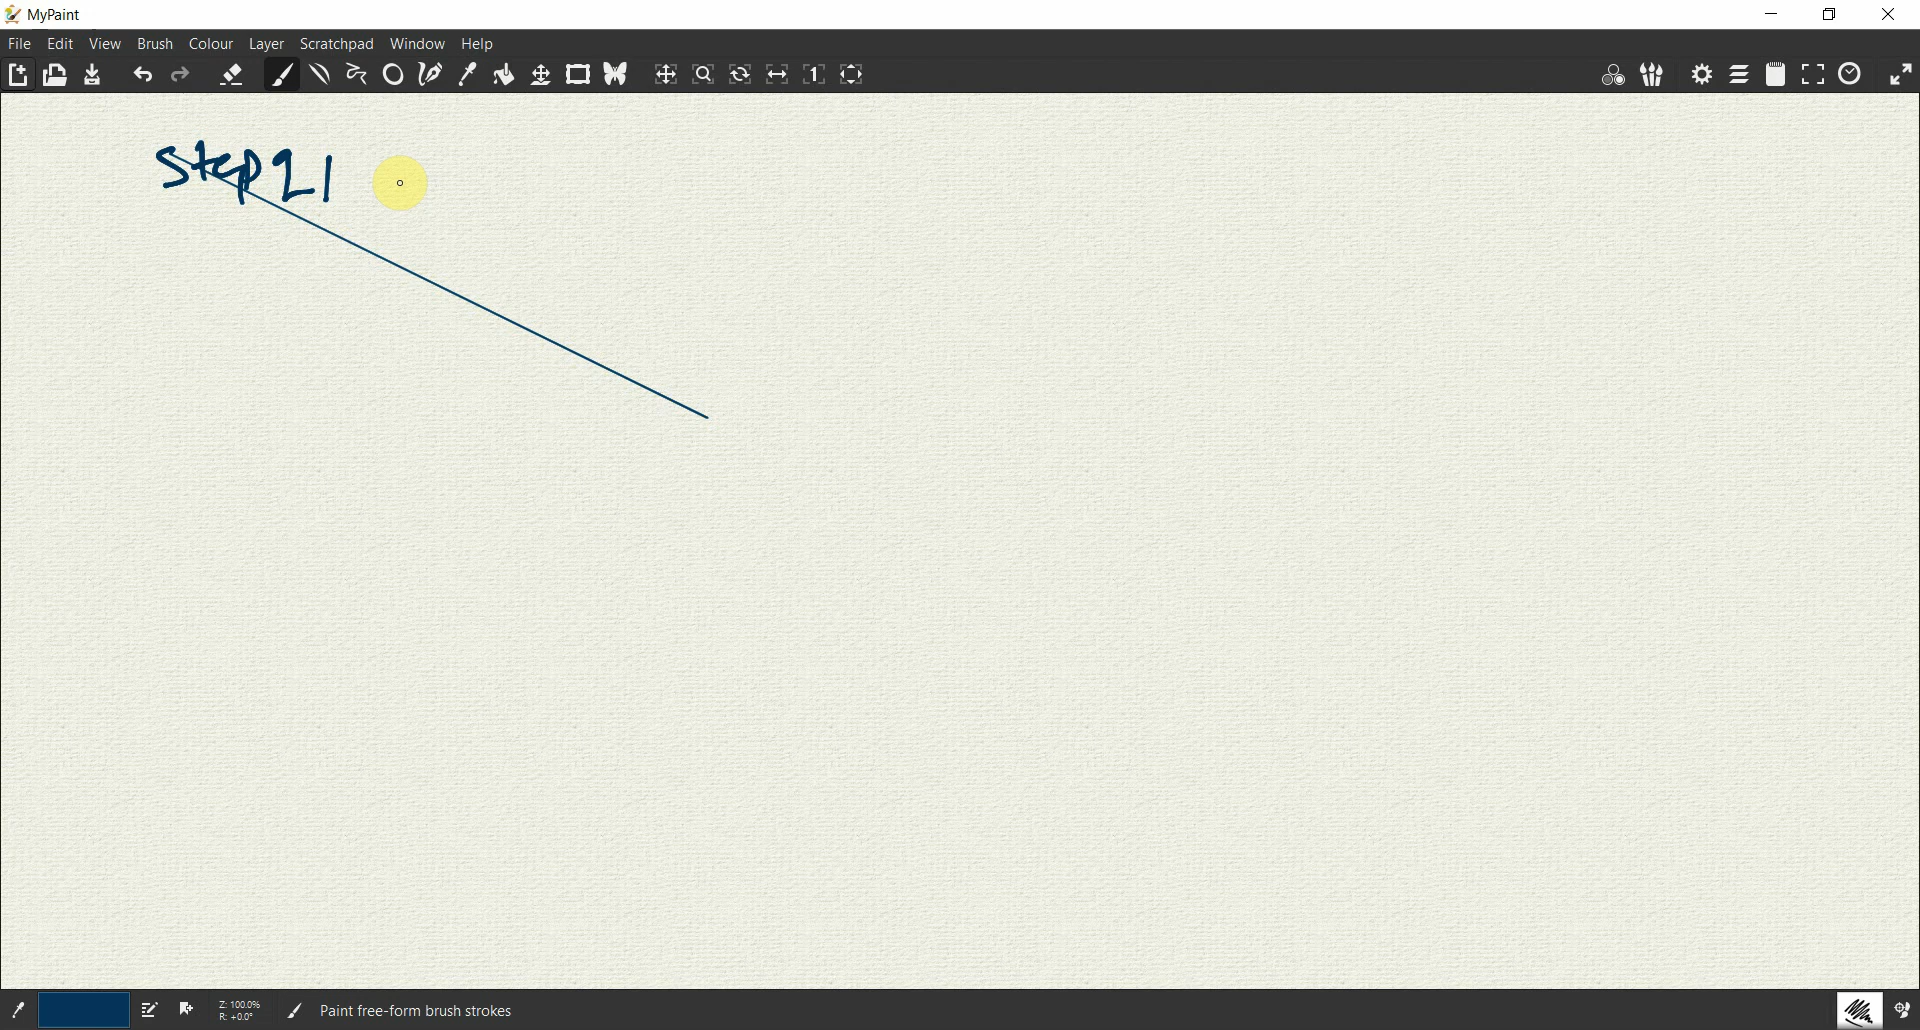 MyPaint
File Edit View Brush Colour Layer Scratchpad Window Help
Step 21
Z: 100.0%
R: +0.0°
Paint free-form brush strokes